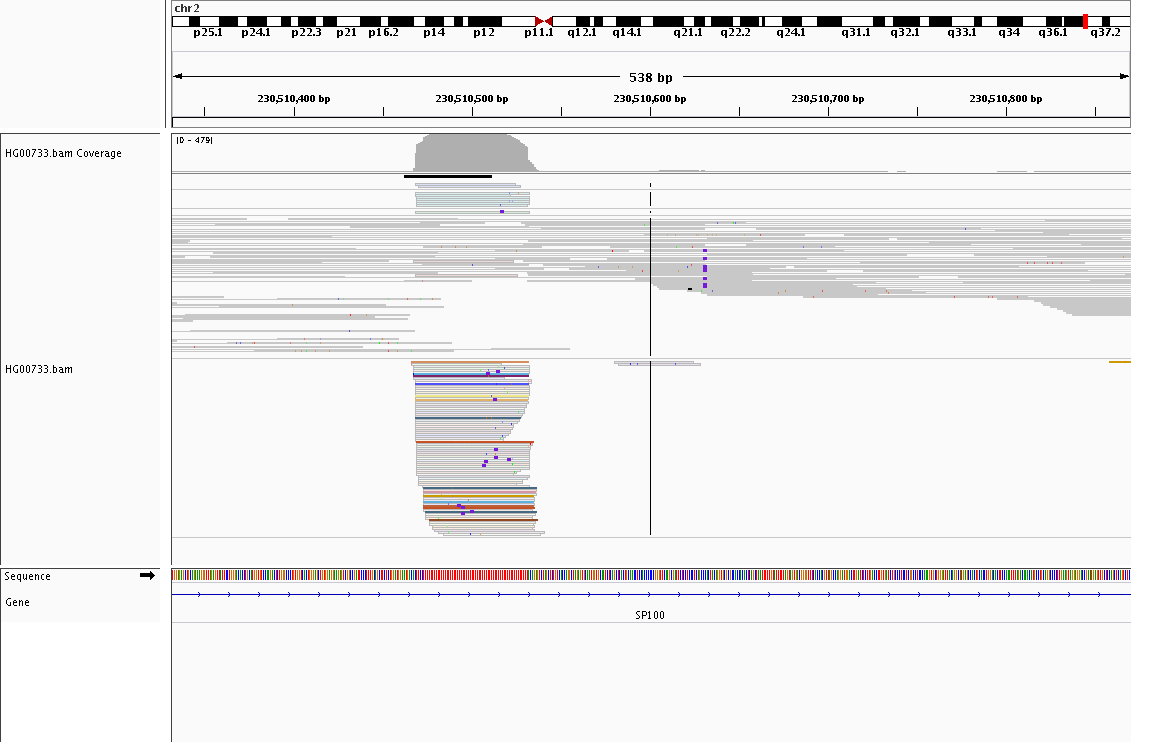 chr2
p25.1 p24.1 p22.3 p21 p16.2 p14 p12 p11.1 q12.1 q14.1 q21.1 q22.2 q24.1 q31.1 q32.1 q33.1 q34 q36.1 q37.2
538 bp
230,510,400 bp 230,510,500 bp 230,510,600 bp 230,510,700 bp 230,510,800 bp
[0 - 479]
HG00733.bam Coverage
HG00733.bam
Sequence
Gene
SP100